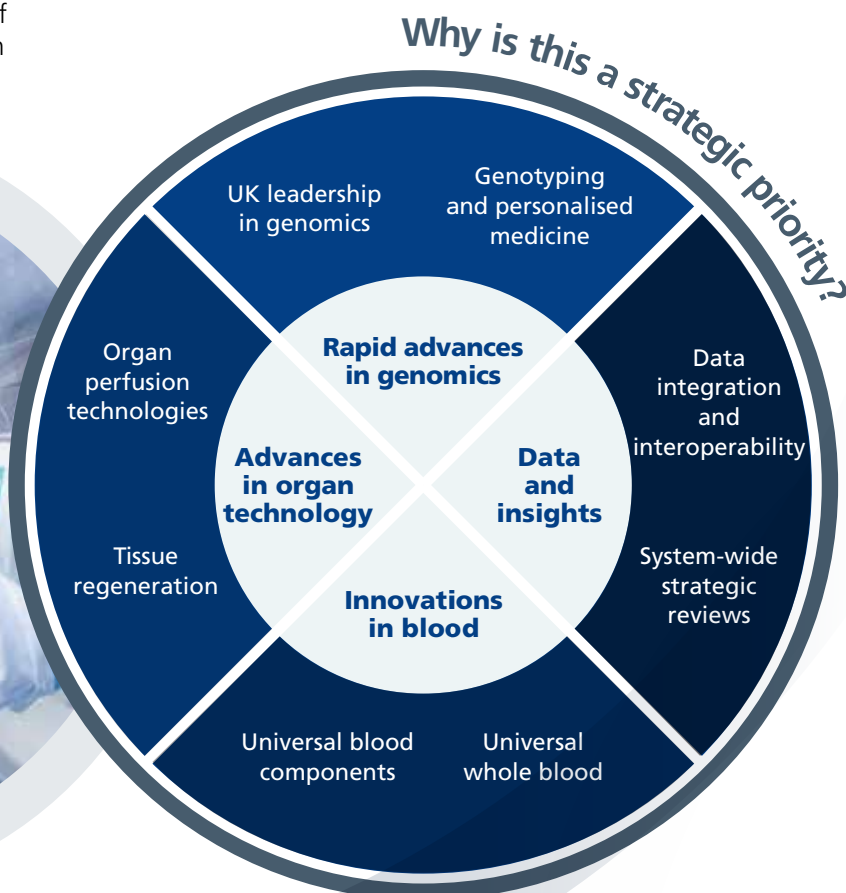 Why is this a strategic priority?
UK leadership
in genomics
Genotyping
and personalised
medicine
Rapid advances
in genomics
Organ
perfusion
technologies
Tissue
regeneration
Advances
in organ
technology
Data
and
insights
Data
integration
and
interoperability
System-wide
strategic
reviews
Innovations
in blood
Universal blood
components
Universal
whole blood